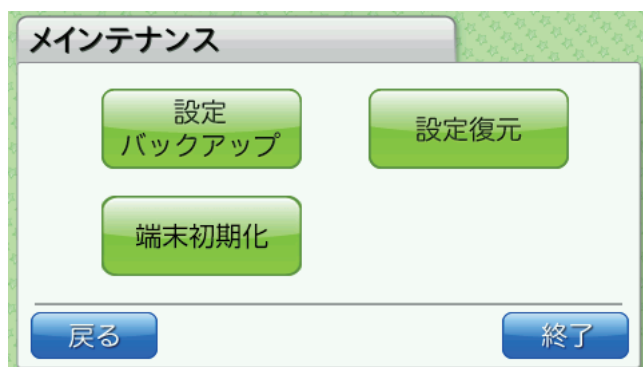 メインテナンス
設定
バックアップ
設定復元
端末初期化
戻る
終了